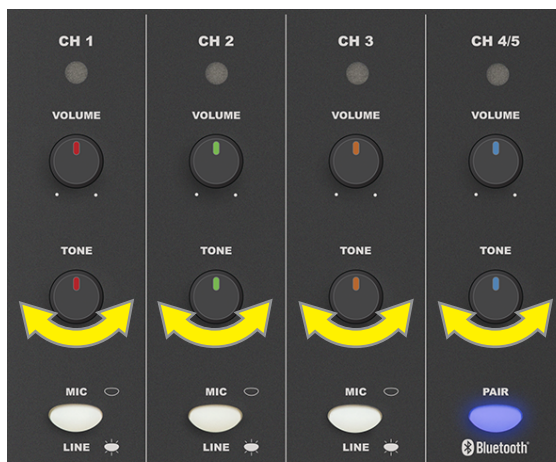 CH 1
CH 2
CH 3
CH 4/5
VOLUME
VOLUME
VOLUME
VOLUME
TONE
TONE
TONE
TONE
MIC
MIC
MIC
PAIR
LINE
LINE
LINE
Bluetooth